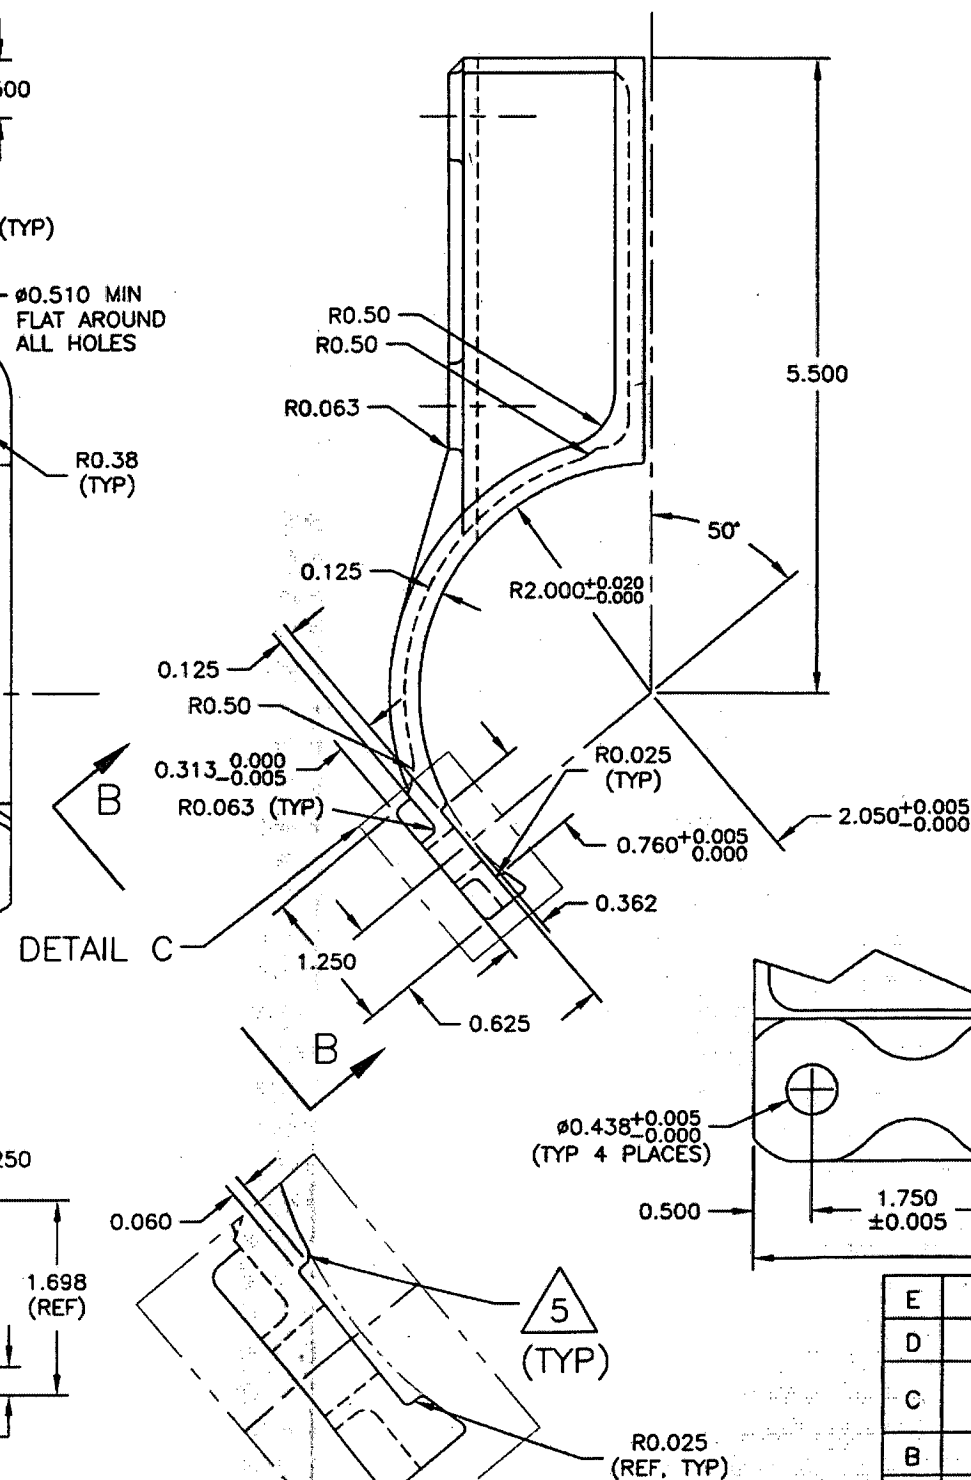 (TYP)
ø0.510 MIN
FLAT AROUND
ALL HOLES
R0.38
(TYP)
R0.50
R0.50
R0.063
5.500
50°
0.125
R2.000+0.020
-0.000
0.125
R0.50
0.313 0.000
-0.005
R0.063 (TYP)
R0.025
(TYP)
2.050+0.005
-0.000
0.760+0.005
0.000
B
0.362
DETAIL C
1.250
0.625
B
ø0.438+0.005
-0.000
(TYP 4 PLACES)
0.500
1.750
±0.005
0.060
1.698
(REF)
5
(TYP)
R0.025
(REF, TYP)
E
D
C
B